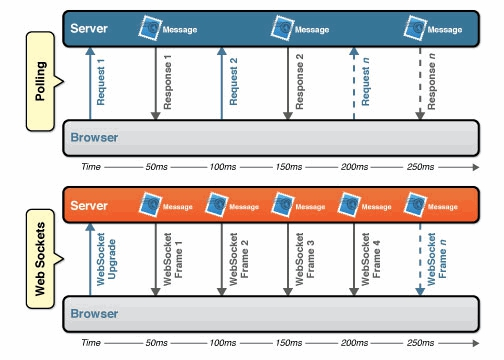 Server
Message
Message
Message
Polling
Request 1
Response 1
Request 2
Response 2
Request n
Response n
Browser
Time 50ms 100ms 150ms 200ms 250ms
Server
Message
Message
Message
Message
Message
Web Sockets
WebSocket
Upgrade
WebSocket
Frame 1
WebSocket
Frame 2
WebSocket
Frame 3
WebSocket
Frame 4
WebSocket
Frame n
Browser
Time 50ms 100ms 150ms 200ms 250ms